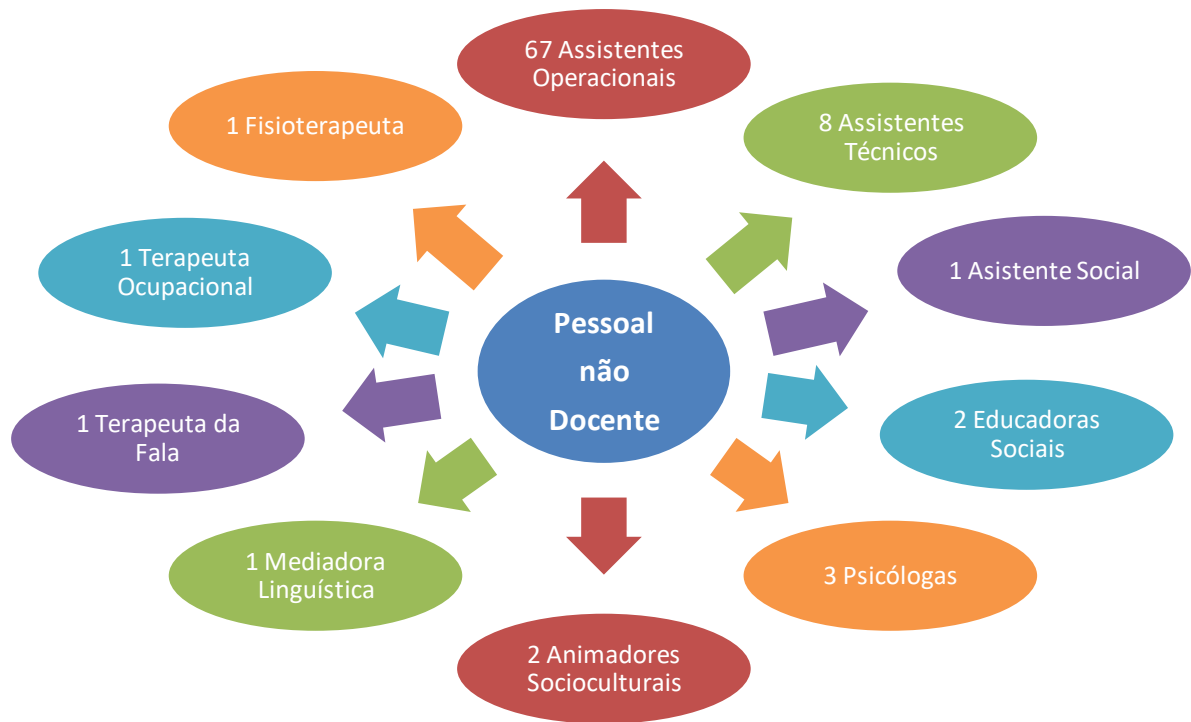 67 Assistentes
Operacionais
8 Assistentes
Técnicos
1 Asistente Social
2 Educadoras
Sociais
3 Psicólogas
2 Animadores
Socioculturais
1 Mediadora
Linguística
1 Terapeuta da
Fala
1 Terapeuta
Ocupacional
1 Fisioterapeuta
Pessoal
não
Docente